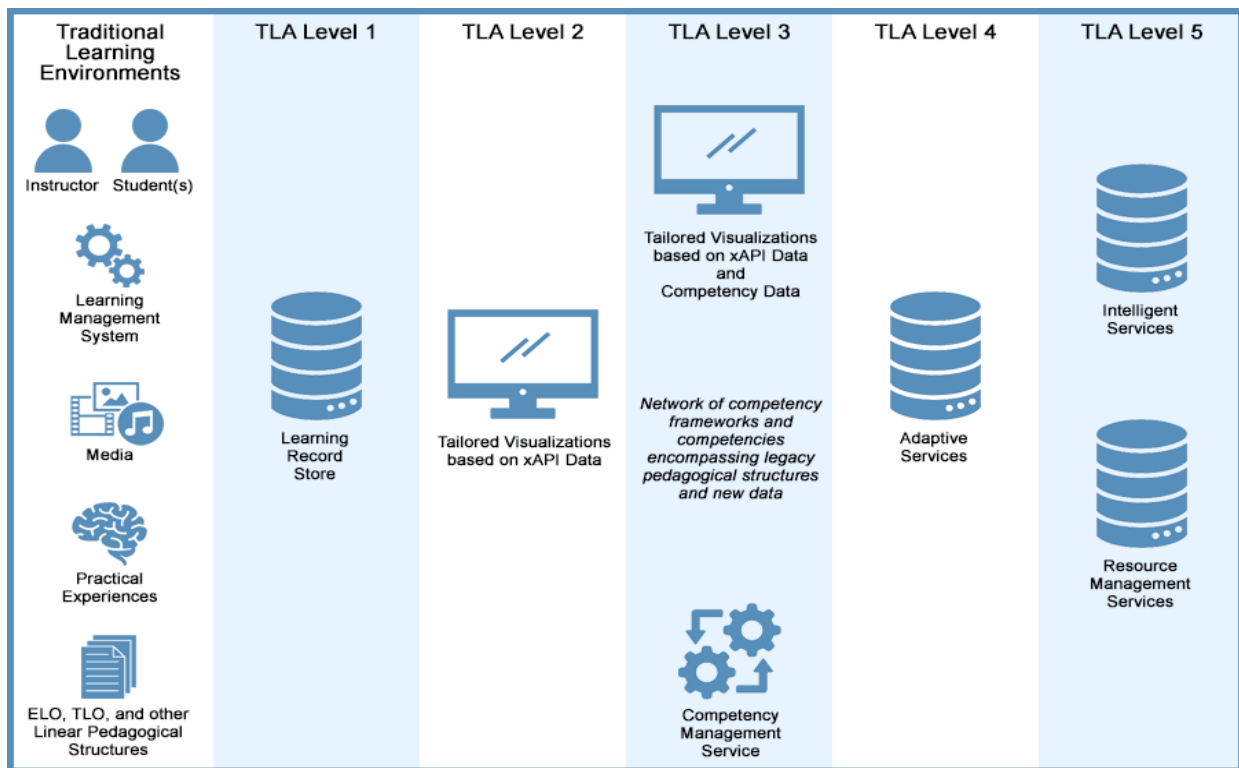 Traditional
Learning
Environments
Instructor
Student(s)
Learning
Management
System
Media
Practical
Experiences
ELO, TLO, and other
Linear Pedagogical
Structures
TLA Level 1
Learning
Record
Store
TLA Level 2
Tailored Visualizations
based on xAPI Data
TLA Level 3
Tailored Visualizations
based on xAPI Data
and
Competency Data
Network of competency
frameworks and
competencies
encompassing legacy
pedagogical structures
and new data
Competency
Management
Service
TLA Level 4
Adaptive
Services
TLA Level 5
Intelligent
Services
Resource
Management
Services